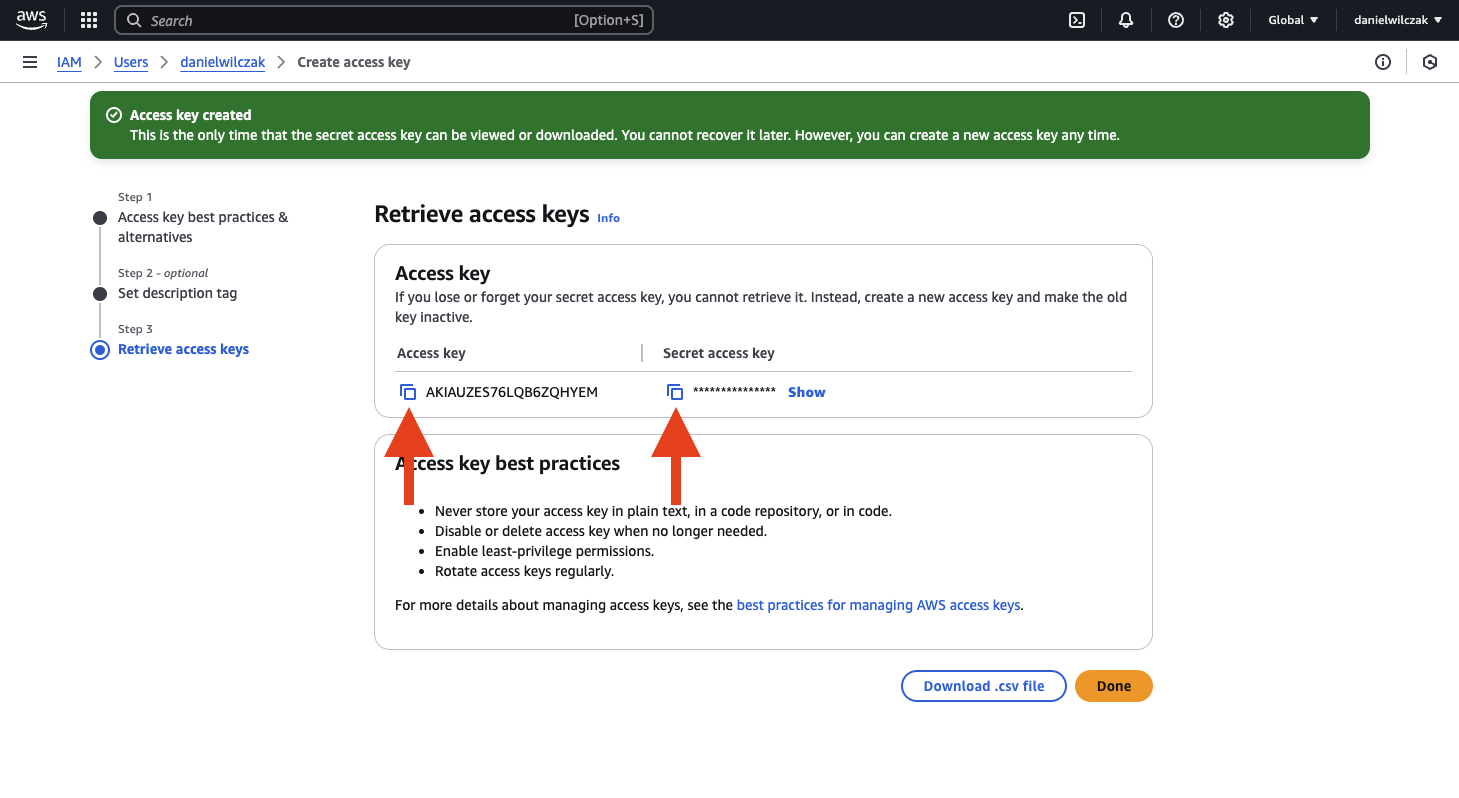 aws
Search
[Option+S]
Global
danielwilczak
IAM
Users
danielwilczak
Create access key
Access key created
This is the only time that the secret access key can be viewed or downloaded. You cannot recover it later. However, you can create a new access key any time.
Step 1
Access key best practices &
alternatives
Step 2 - optional
Set description tag
Step 3
Retrieve access keys
Retrieve access keys Info
Access key
If you lose or forget your secret access key, you cannot retrieve it. Instead, create a new access key and make the old
key inactive.
Access key
Secret access key
AKIAUZES76LQB6ZQHYEM
*************** Show
Access key best practices
Never store your access key in plain text, in a code repository, or in code.
Disable or delete access key when no longer needed.
Enable least-privilege permissions.
Rotate access keys regularly.
For more details about managing access keys, see the best practices for managing AWS access keys.
Download .csv file
Done